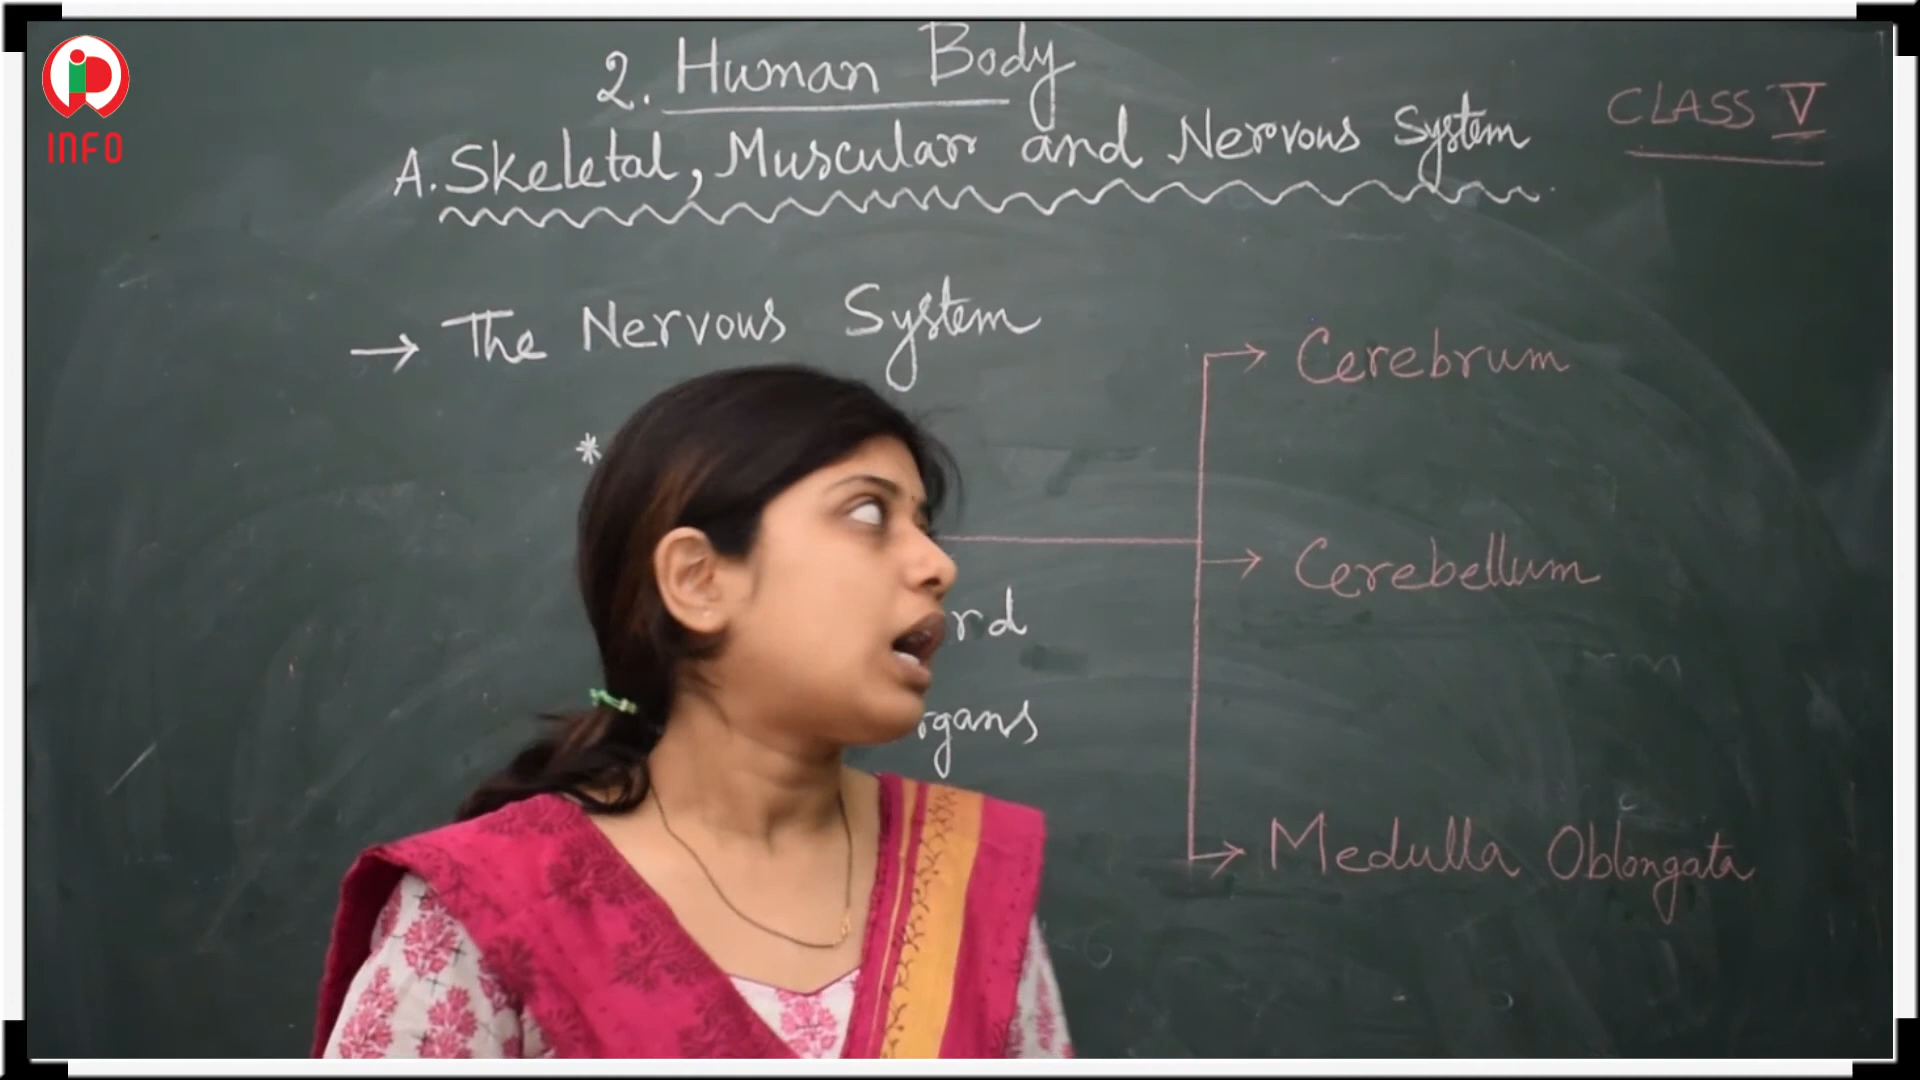 INFO
2. Human Body
CLASS V
A. Skeletal, Muscular and Nervous System
→ The Nervous System
Cerebrum
*
Cerebellum
rd
rgans
Medulla Oblongata